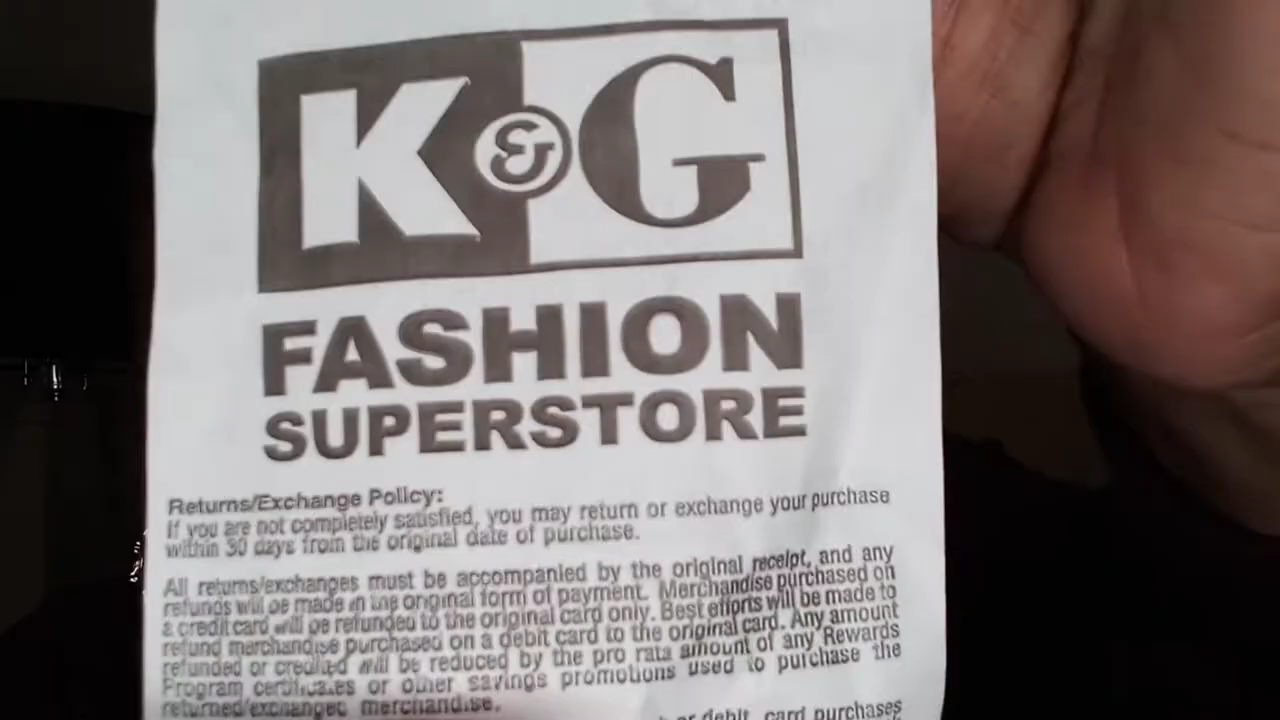 K&G
FASHION
SUPERSTORE
Returns/Exchange Policy:
If you are not completely satisfied, you may return or exchange your purchase
within 30 days from the original date of purchase.
All returns/exchanges must be accompanied by the original receipt, and any
refunds will be made in the original form of payment. Merchandise purchased on
a credit card will be refunded to the original card only. Best efforts will be made to
refund merchandise purchased on a debit card to the original card. Any amount
refunded or credited will be reduced by the pro rata amount of any Rewards
Program certificates or other savings promotions used to purchase the
returned/exchanged merchandise.
or debit card purchases